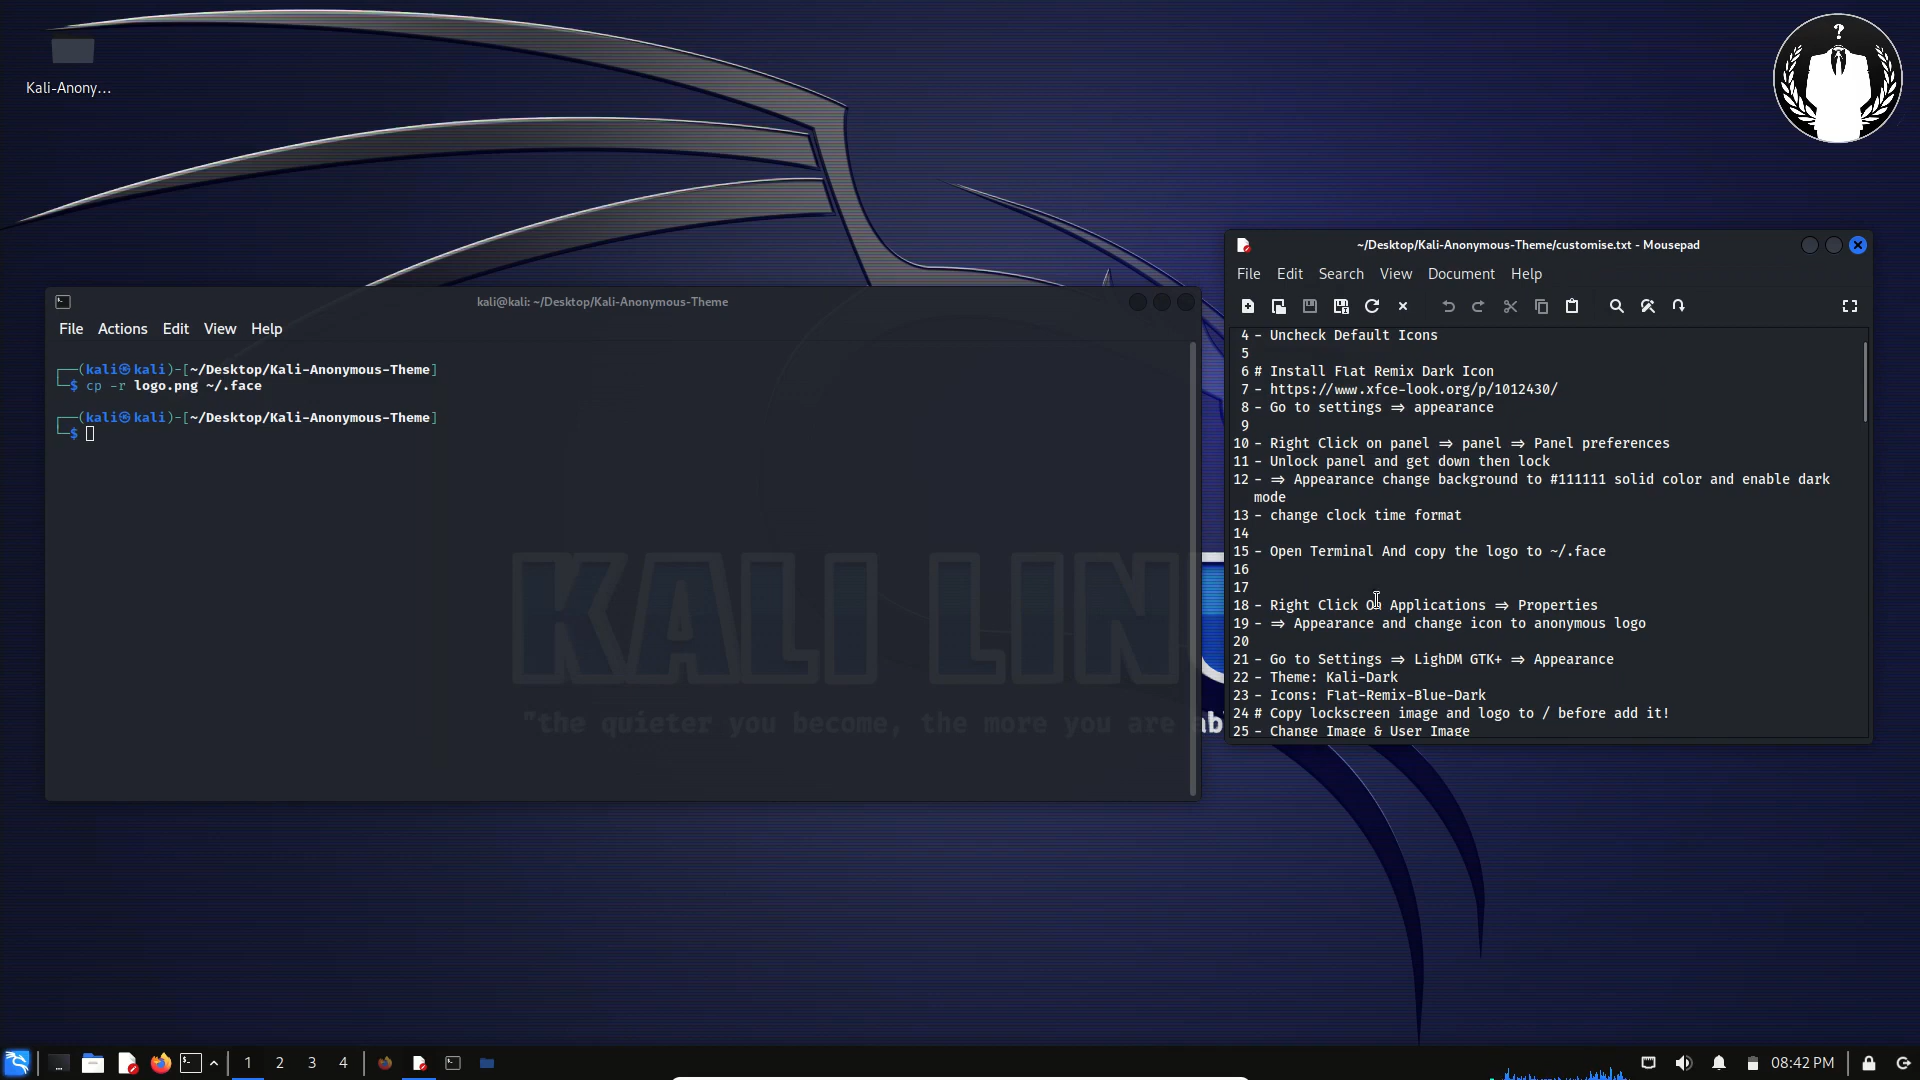 Kali-Anony...
?
kali@kali: ~/Desktop/Kali-Anonymous-Theme
File Actions Edit View Help
┌──(kali㉿kali)-[~/Desktop/Kali-Anonymous-Theme]
└─$ cp -r logo.png ~/.face
┌──(kali㉿kali)-[~/Desktop/Kali-Anonymous-Theme]
└─$
KALI LIN
"the quieter you become, the more you are ab
~/Desktop/Kali-Anonymous-Theme/customise.txt - Mousepad
File Edit Search View Document Help
4 - Uncheck Default Icons
5
6 # Install Flat Remix Dark Icon
7 - https://www.xfce-look.org/p/1012430/
8 - Go to settings ⇒ appearance
9
10 - Right Click on panel ⇒ panel ⇒ Panel preferences
11 - Unlock panel and get down then lock
12 - ⇒ Appearance change background to #111111 solid color and enable dark
mode
13 - change clock time format
14
15 - Open Terminal And copy the logo to ~/.face
16
17
18 - Right Click On Applications ⇒ Properties
19 - ⇒ Appearance and change icon to anonymous logo
20
21 - Go to Settings ⇒ LighDM GTK+ ⇒ Appearance
22 - Theme: Kali-Dark
23 - Icons: Flat-Remix-Blue-Dark
24 # Copy lockscreen image and logo to / before add it!
25 - Change Image & User Image
1 2 3 4
08:42 PM